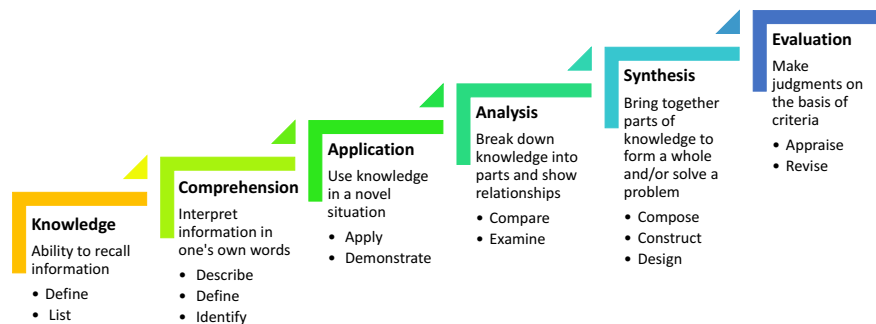 Knowledge
Ability to recall
information
• Define
• List
Comprehension
Interpret
information in
one's own words
• Describe
• Define
• Identify
Application
Use knowledge
in a novel
situation
• Apply
• Demonstrate
Analysis
Break down
knowledge into
parts and show
relationships
• Compare
• Examine
Synthesis
Bring together
parts of
knowledge to
form a whole
and/or solve a
problem
• Compose
• Construct
• Design
Evaluation
Make
judgments on
the basis of
criteria
• Appraise
• Revise